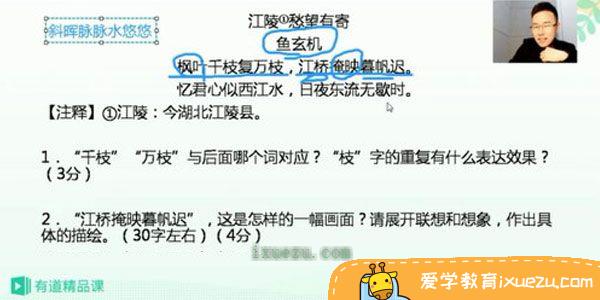 斜晖脉脉水悠悠
江陵①愁望有寄
鱼玄机
枫叶千枝复万枝，江桥掩映暮帆迟。
忆君心似西江水，日夜东流无歇时。
【注释】①江陵：今湖北江陵县。
1．“千枝”“万枝”与后面哪个词对应？“枝”字的重复有什么表达效果？
（3分）
2．“江桥掩映暮帆迟”，这是怎样的一幅画面？请展开联想和想象，作出具
体的描绘。（30字左右）（4分）
ixuezu.com
有道精品课
爱学教育ixuezu.com